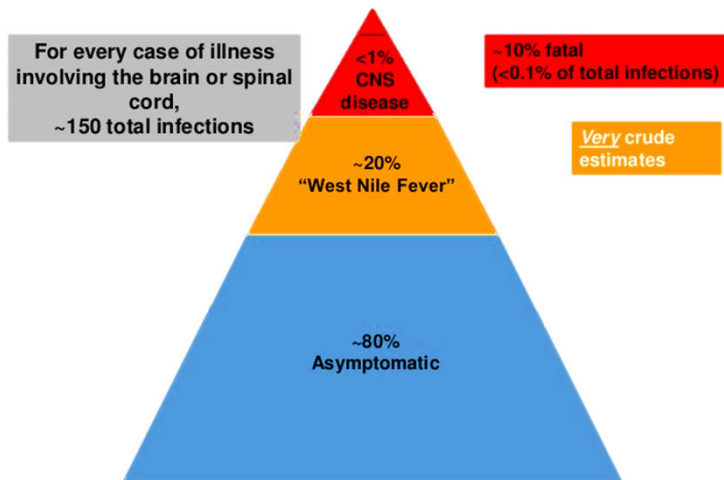 For every case of illness
involving the brain or spinal
cord,
~150 total infections
<1%
CNS
disease
~10% fatal
(<0.1% of total infections)
Very crude
estimates
~20%
“West Nile Fever”
~80%
Asymptomatic